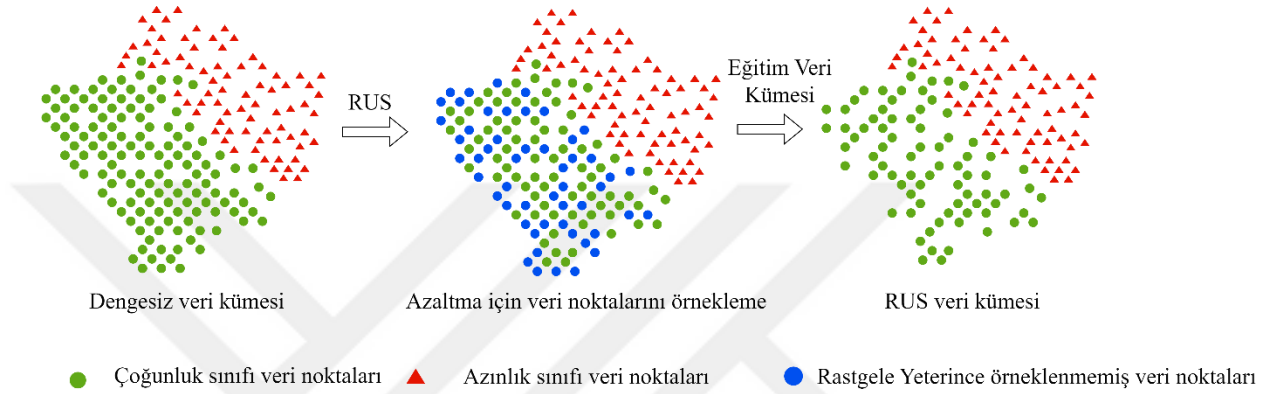 RUS
Eğitim Veri
Kümesi
Dengesiz veri kümesi
Azaltma için veri noktalarını örnekleme
RUS veri kümesi
Çoğunluk sınıfı veri noktaları
Azınlık sınıfı veri noktaları
Rastgele Yeterince örneklenmemiş veri noktaları